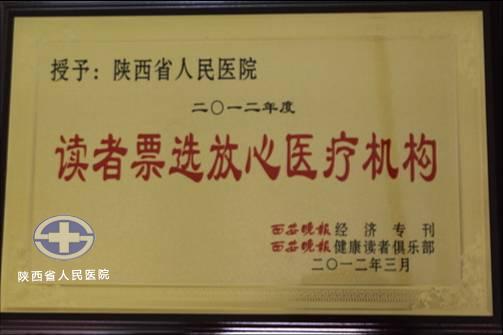 授予：陕西省人民医院
二〇一二年度
读者票选放心医疗机构
西安晚报 经济专刊
西安晚报 健康读者俱乐部
二〇一二年三月
陕西省人民医院